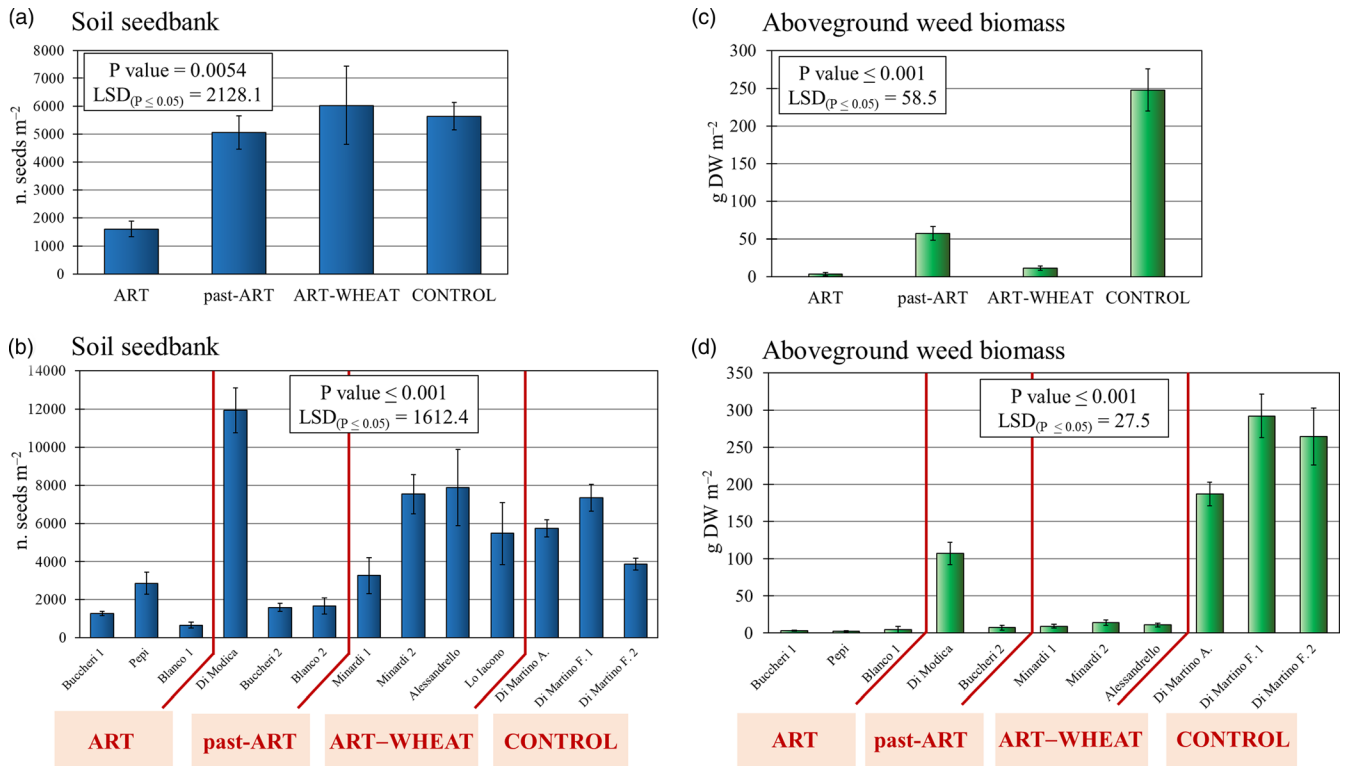 (a) Soil seedbank
8000
7000
6000
5000
4000
3000
2000
1000
0
n. seeds m⁻²
P value = 0.0054
LSD(P ≤ 0.05) = 2128.1
ART past-ART ART-WHEAT CONTROL
(c) Aboveground weed biomass
300
250
200
150
100
50
0
g DW m⁻²
P value ≤ 0.001
LSD(P ≤ 0.05) = 58.5
ART past-ART ART-WHEAT CONTROL
(b) Soil seedbank
14000
12000
10000
8000
6000
4000
2000
0
n. seeds m⁻²
P value ≤ 0.001
LSD(P ≤ 0.05) = 1612.4
Buccheri 1
Pepi
Blanco 1
Di Modica
Buccheri 2
Blanco 2
Minardi 1
Minardi 2
Alessandrello
Lo Iacono
Di Martino A.
Di Martino F. 1
Di Martino F. 2
ART past-ART ART–WHEAT CONTROL
(d) Aboveground weed biomass
350
300
250
200
150
100
50
0
g DW m⁻²
P value ≤ 0.001
LSD(P ≤ 0.05) = 27.5
Buccheri 1
Pepi
Blanco 1
Di Modica
Buccheri 2
Minardi 1
Minardi 2
Alessandrello
Di Martino A.
Di Martino F. 1
Di Martino F. 2
ART past-ART ART–WHEAT CONTROL